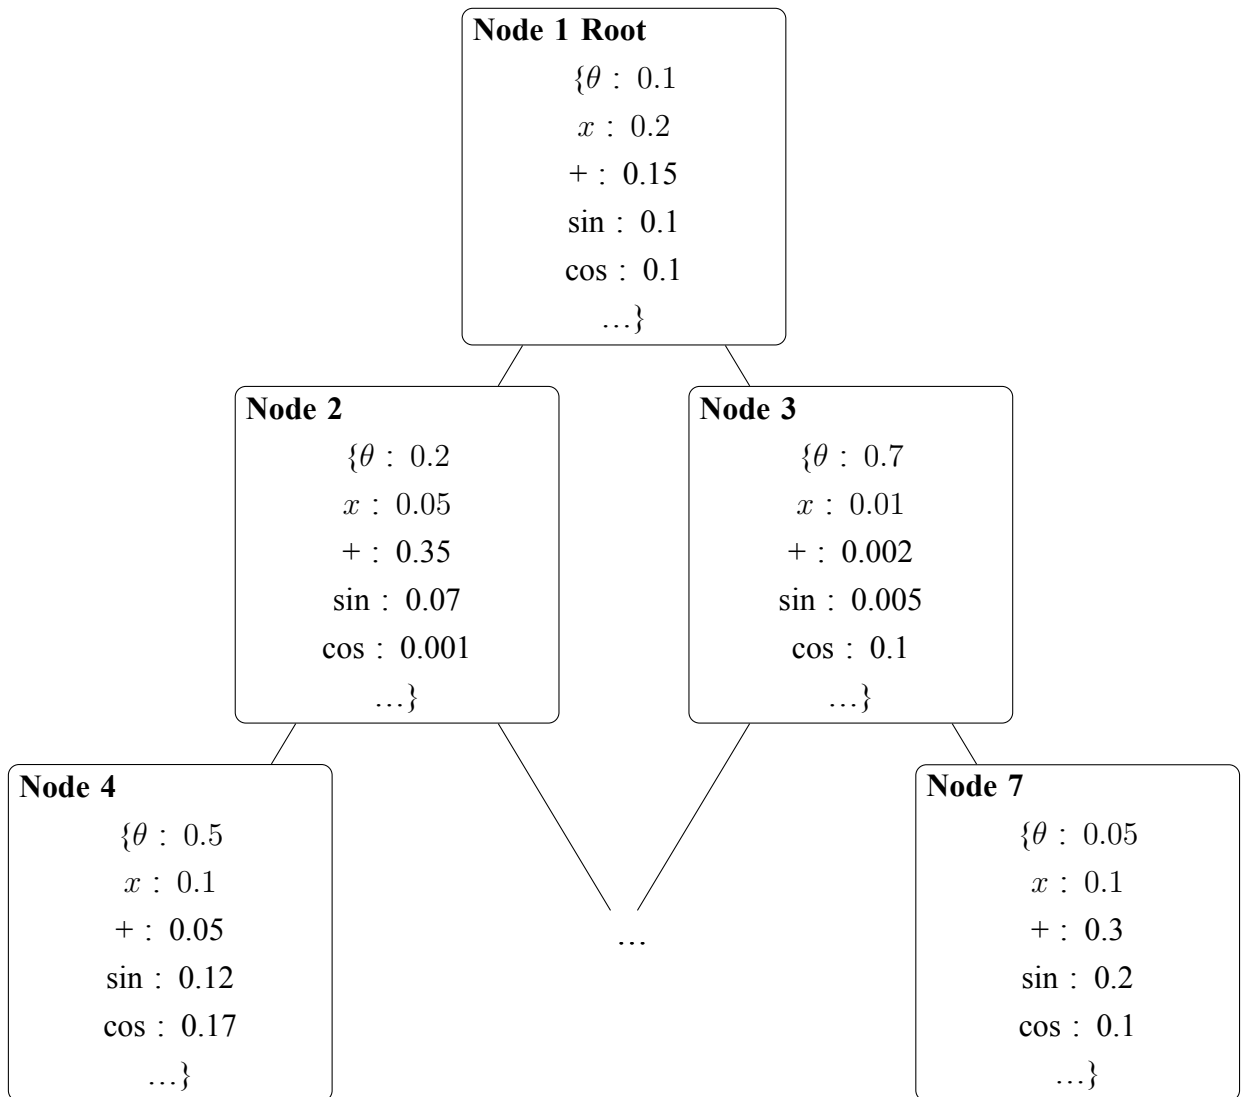 Node 1 Root
{θ : 0.1
x : 0.2
+ : 0.15
sin : 0.1
cos : 0.1
...}
Node 2
{θ : 0.2
x : 0.05
+ : 0.35
sin : 0.07
cos : 0.001
...}
Node 3
{θ : 0.7
x : 0.01
+ : 0.002
sin : 0.005
cos : 0.1
...}
Node 4
{θ : 0.5
x : 0.1
+ : 0.05
sin : 0.12
cos : 0.17
...}
...
Node 7
{θ : 0.05
x : 0.1
+ : 0.3
sin : 0.2
cos : 0.1
...}